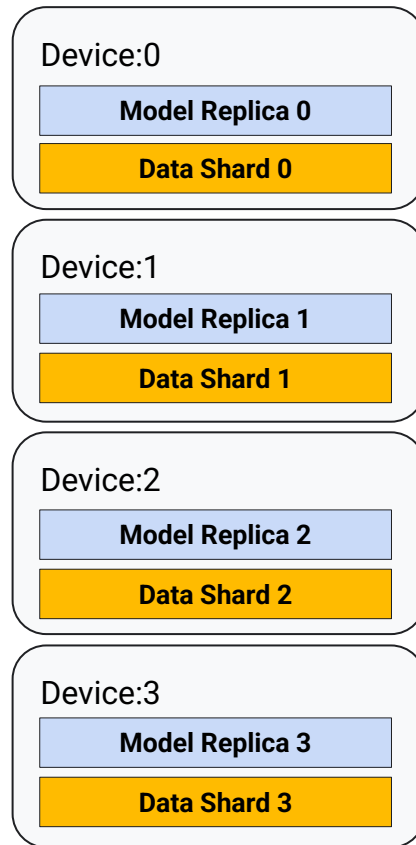 Device:0
Model Replica 0
Data Shard 0
Device:1
Model Replica 1
Data Shard 1
Device:2
Model Replica 2
Data Shard 2
Device:3
Model Replica 3
Data Shard 3